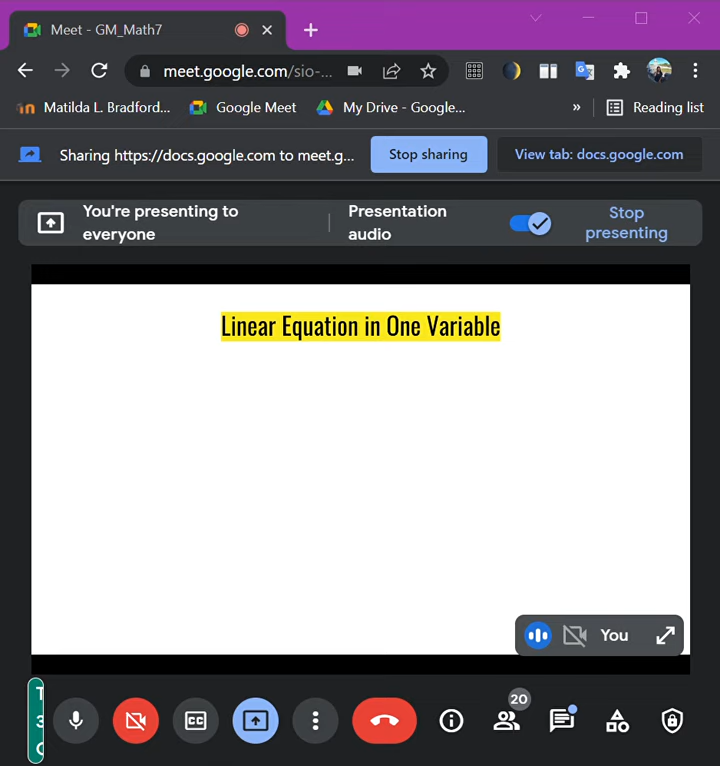 Meet - GM_Math7
meet.google.com/sio-...
Matilda L. Bradford...
Google Meet
My Drive - Google...
»
Reading list
Sharing https://docs.google.com to meet.g...
Stop sharing
View tab: docs.google.com
You're presenting to
everyone
Presentation
audio
Stop
presenting
Linear Equation in One Variable
You
20
CC